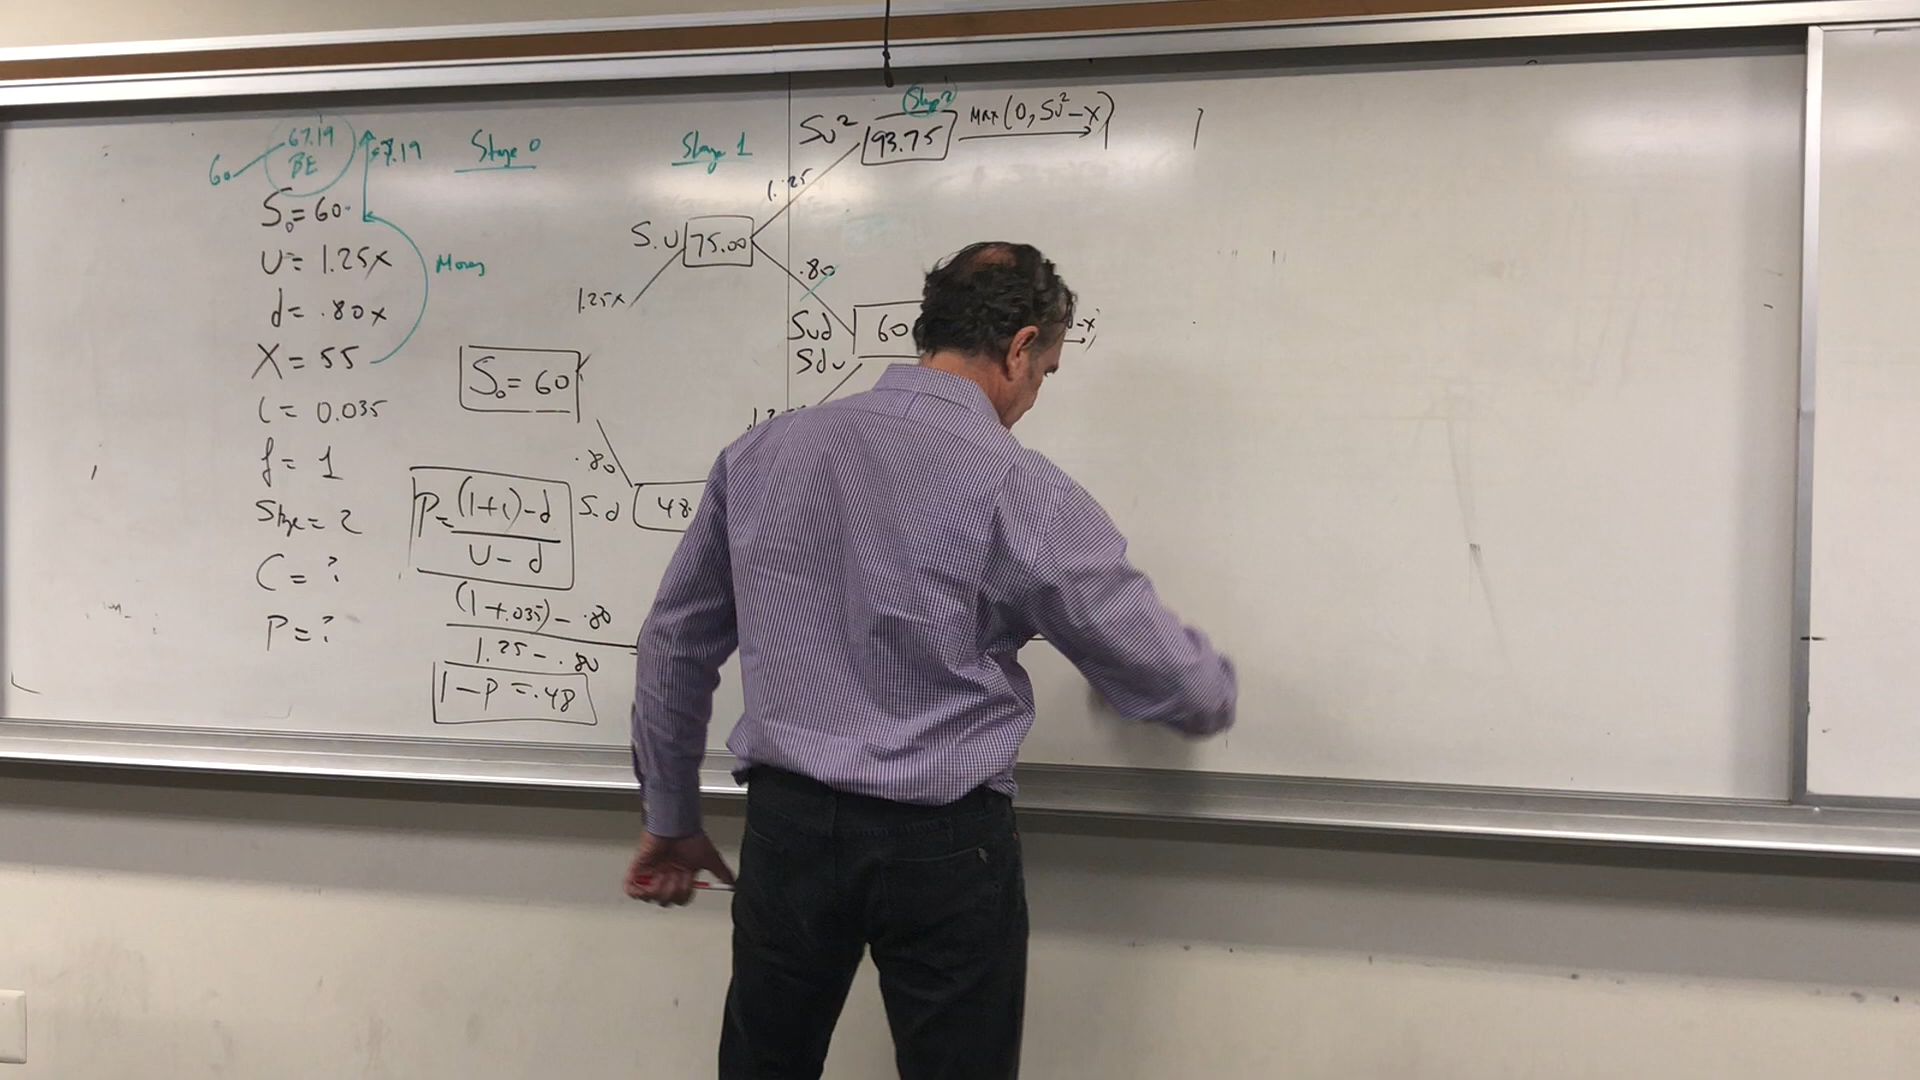 67.19
BE
60
7.19
S₀ = 60
U = 1.25x
d = .80x
X = 55
i = 0.035
f = 1
Stage = 2
C = ?
P = ?
Money
Stage 0
Stage 1
Stage 2
Su² 93.75 MAX(0, Su²-X)
1.25
S.U 75.00
.80
1.25x
Sud 60
Sdu
-X)
S₀ = 60
.80
S.d 48.
P = (1+i)-d
U - d
(1+.035) - .80
1.25 - .80
1-P = .48